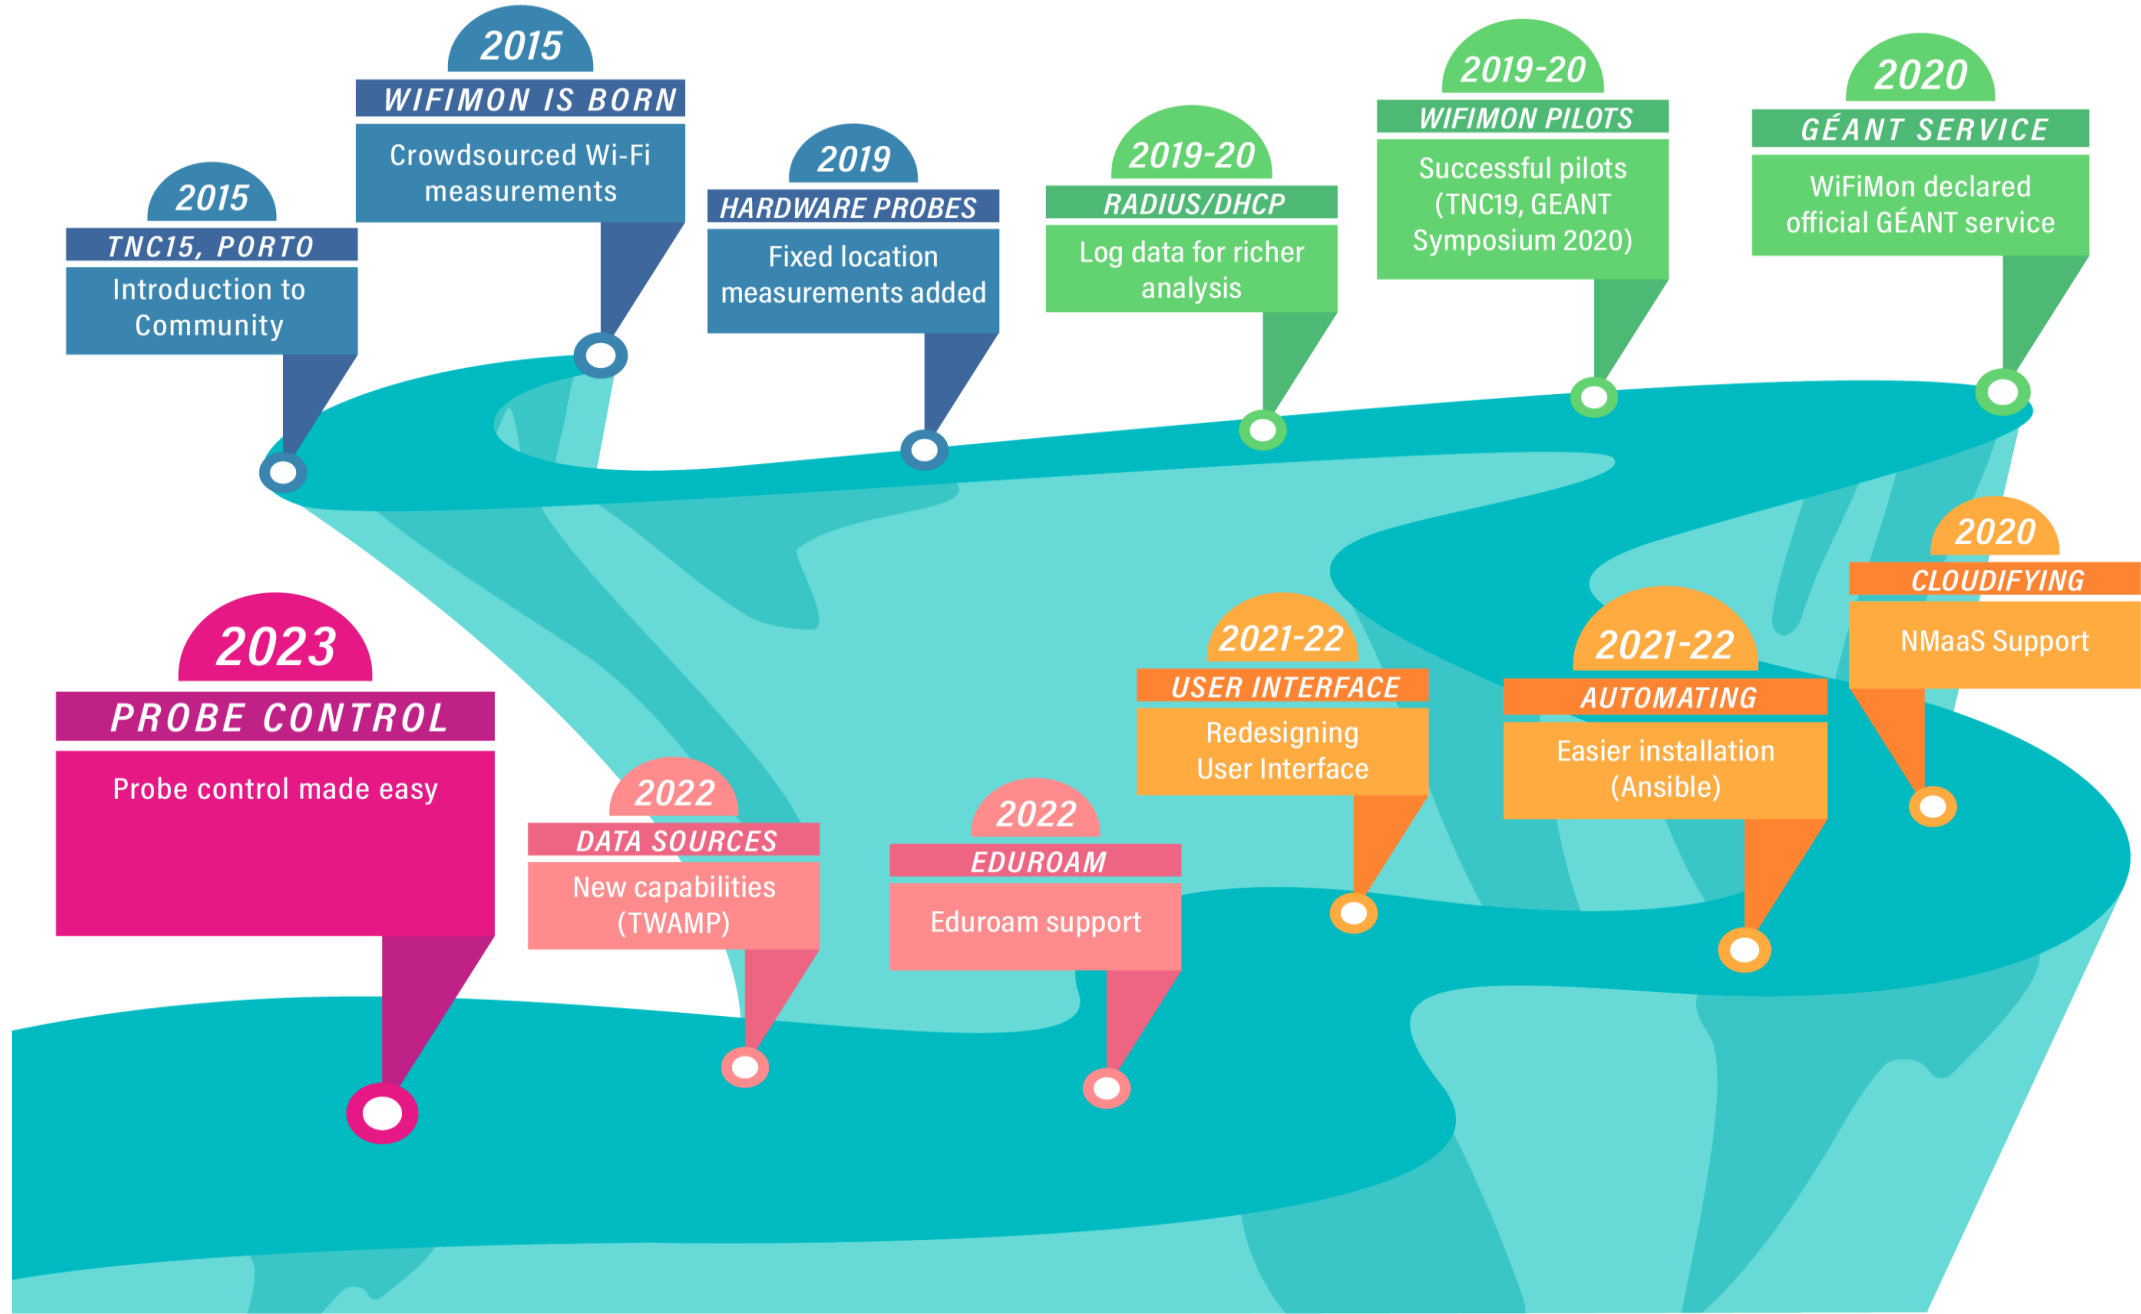 2015
WIFIMON IS BORN
Crowdsourced Wi-Fi
measurements
2015
TNC15, PORTO
Introduction to
Community
2019
HARDWARE PROBES
Fixed location
measurements added
2019-20
RADIUS/DHCP
Log data for richer
analysis
2019-20
WIFIMON PILOTS
Successful pilots
(TNC19, GEANT
Symposium 2020)
2020
GÉANT SERVICE
WiFiMon declared
official GÉANT service
2020
CLOUDIFYING
NMaaS Support
2021-22
AUTOMATING
Easier installation
(Ansible)
2021-22
USER INTERFACE
Redesigning
User Interface
2022
EDUROAM
Eduroam support
2022
DATA SOURCES
New capabilities
(TWAMP)
2023
PROBE CONTROL
Probe control made easy